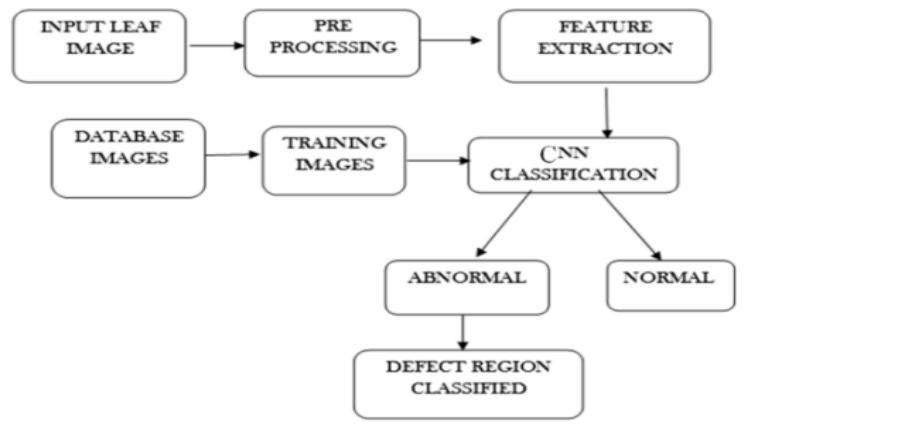 INPUT LEAF
IMAGE
PRE
PROCESSING
FEATURE
EXTRACTION
DATABASE
IMAGES
TRAINING
IMAGES
CNN
CLASSIFICATION
ABNORMAL
NORMAL
DEFECT REGION
CLASSIFIED